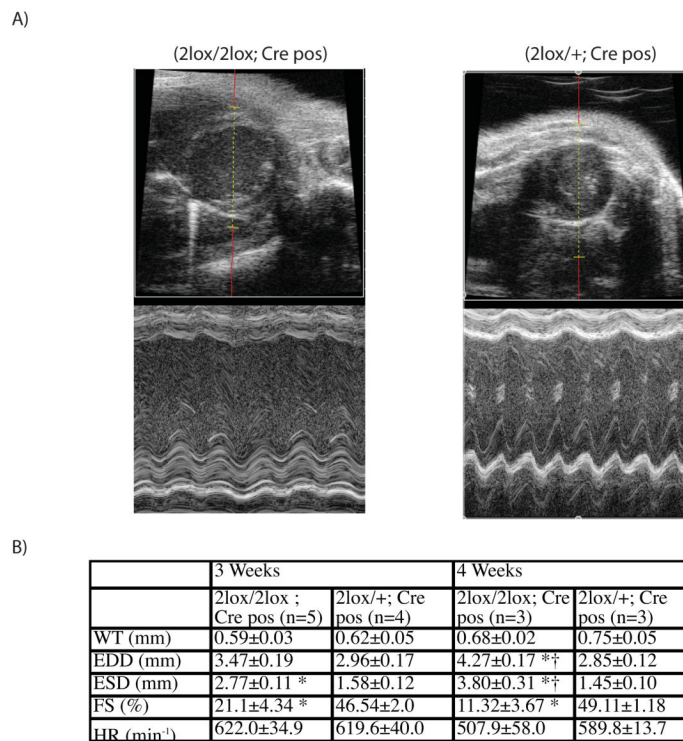 A)
(2lox/2lox; Cre pos) (2lox/+; Cre pos)
B)
3 Weeks 4 Weeks
2lox/2lox ; 2lox/+; Cre 2lox/2lox; Cre 2lox/+; Cre
Cre pos (n=5) pos (n=4) pos (n=3) pos (n=3)
WT (mm) 0.59±0.03 0.62±0.05 0.68±0.02 0.75±0.05
EDD (mm) 3.47±0.19 2.96±0.17 4.27±0.17 *† 2.85±0.12
ESD (mm) 2.77±0.11 * 1.58±0.12 3.80±0.31 *† 1.45±0.10
FS (%) 21.1±4.34 * 46.54±2.0 11.32±3.67 * 49.11±1.18
HR (min⁻¹) 622.0±34.9 619.6±40.0 507.9±58.0 589.8±13.7